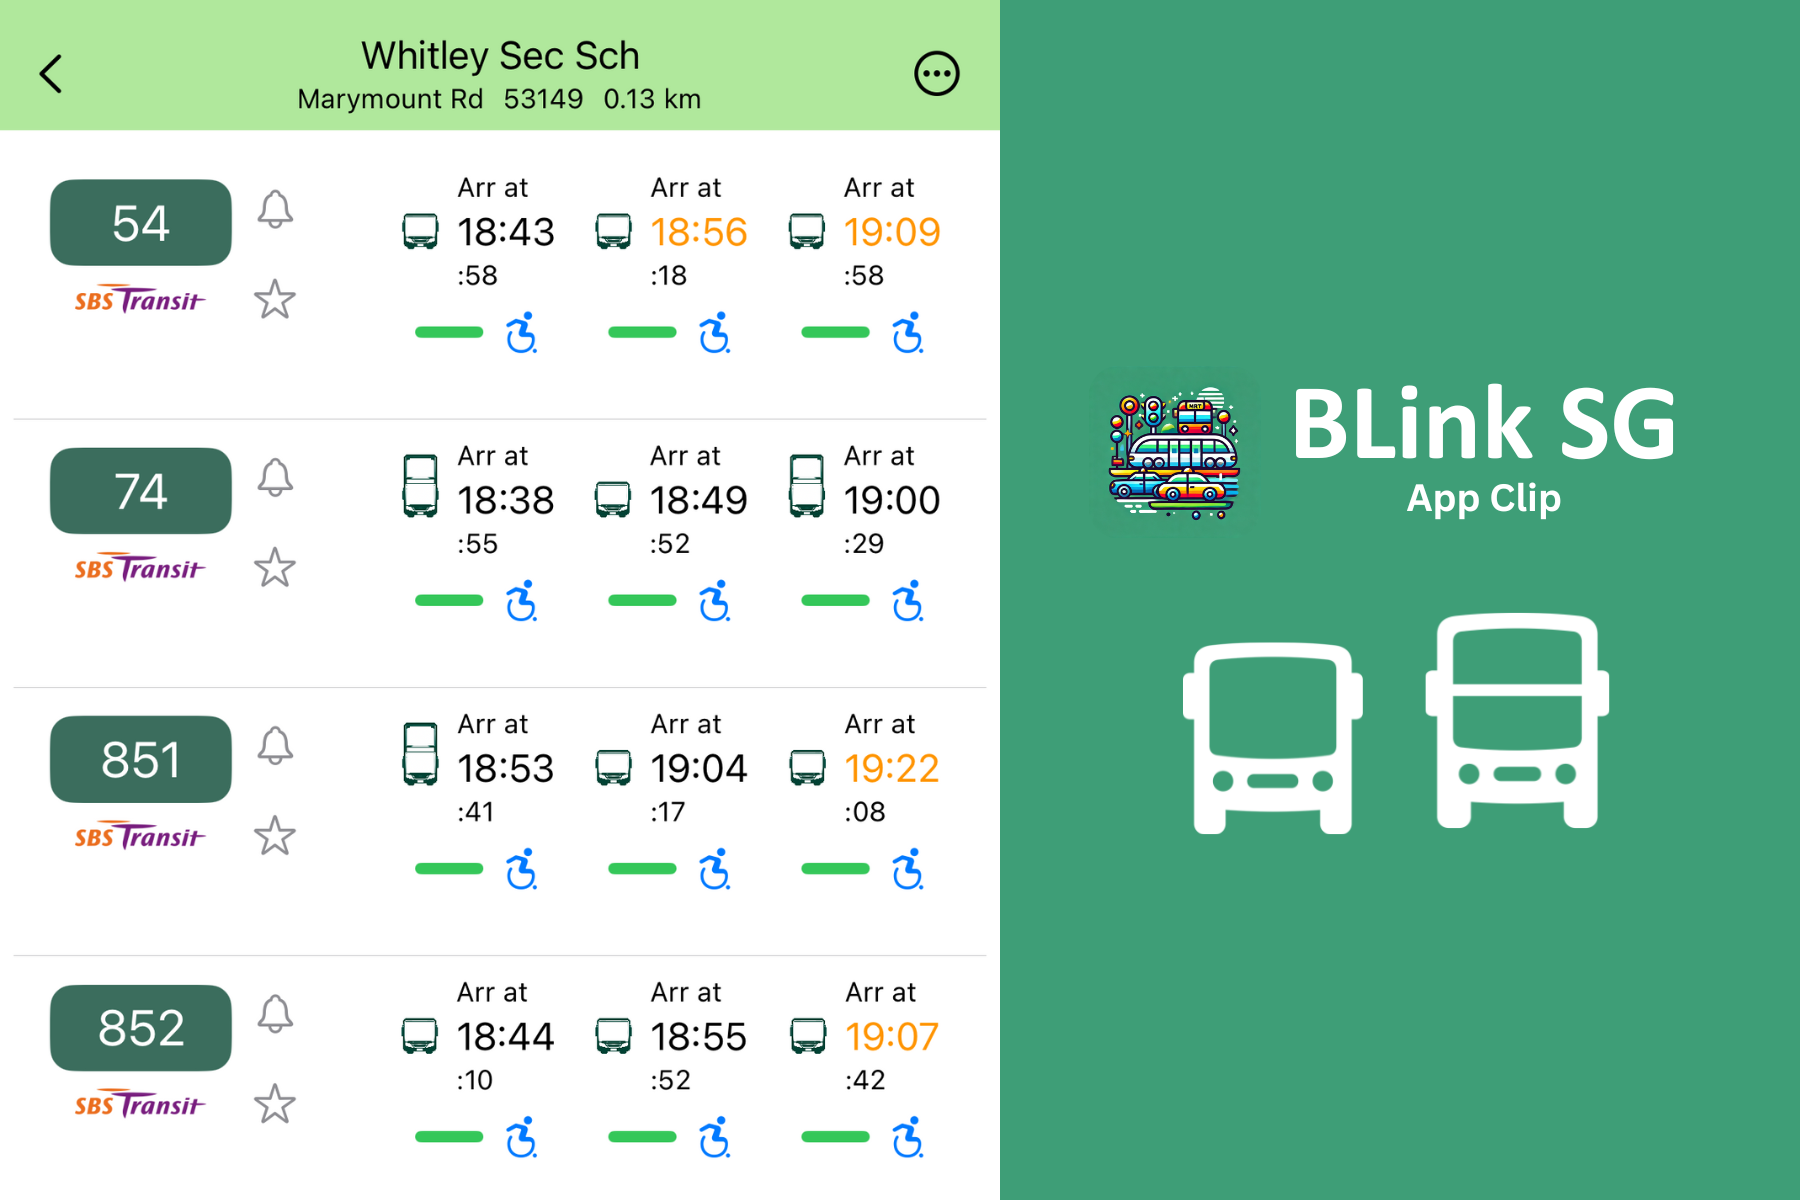 Whitley Sec Sch
Marymount Rd 53149 0.13 km
54
SBS Transit
Arr at
18:43
:58
Arr at
18:56
:18
Arr at
19:09
:58
74
SBS Transit
Arr at
18:38
:55
Arr at
18:49
:52
Arr at
19:00
:29
851
SBS Transit
Arr at
18:53
:41
Arr at
19:04
:17
Arr at
19:22
:08
852
SBS Transit
Arr at
18:44
:10
Arr at
18:55
:52
Arr at
19:07
:42
BLink SG
App Clip